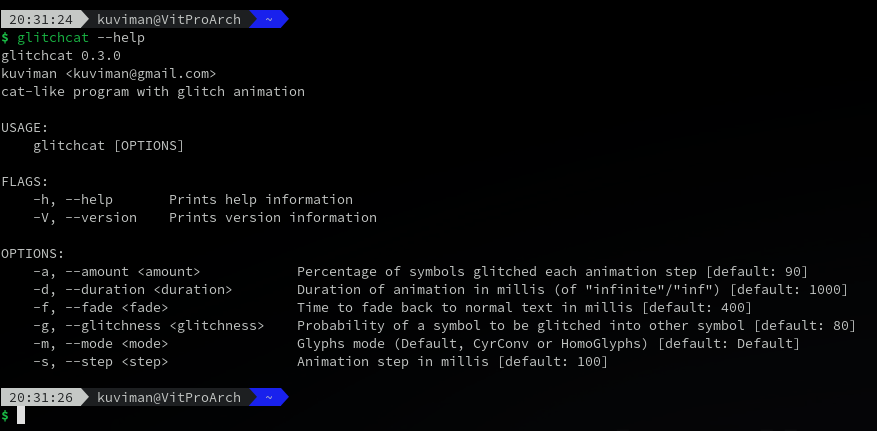 20:31:24 kuviman@VitProArch ~
$ glitchcat --help
glitchcat 0.3.0
kuviman <kuviman@gmail.com>
cat-like program with glitch animation

USAGE:
    glitchcat [OPTIONS]

FLAGS:
    -h, --help       Prints help information
    -V, --version    Prints version information

OPTIONS:
    -a, --amount <amount>            Percentage of symbols glitched each animation step [default: 90]
    -d, --duration <duration>        Duration of animation in millis (of "infinite"/"inf") [default: 1000]
    -f, --fade <fade>                Time to fade back to normal text in millis [default: 400]
    -g, --glitchness <glitchness>    Probability of a symbol to be glitched into other symbol [default: 80]
    -m, --mode <mode>                Glyphs mode (Default, CyrConv or HomoGlyphs) [default: Default]
    -s, --step <step>                Animation step in millis [default: 100]

20:31:26 kuviman@VitProArch ~
$